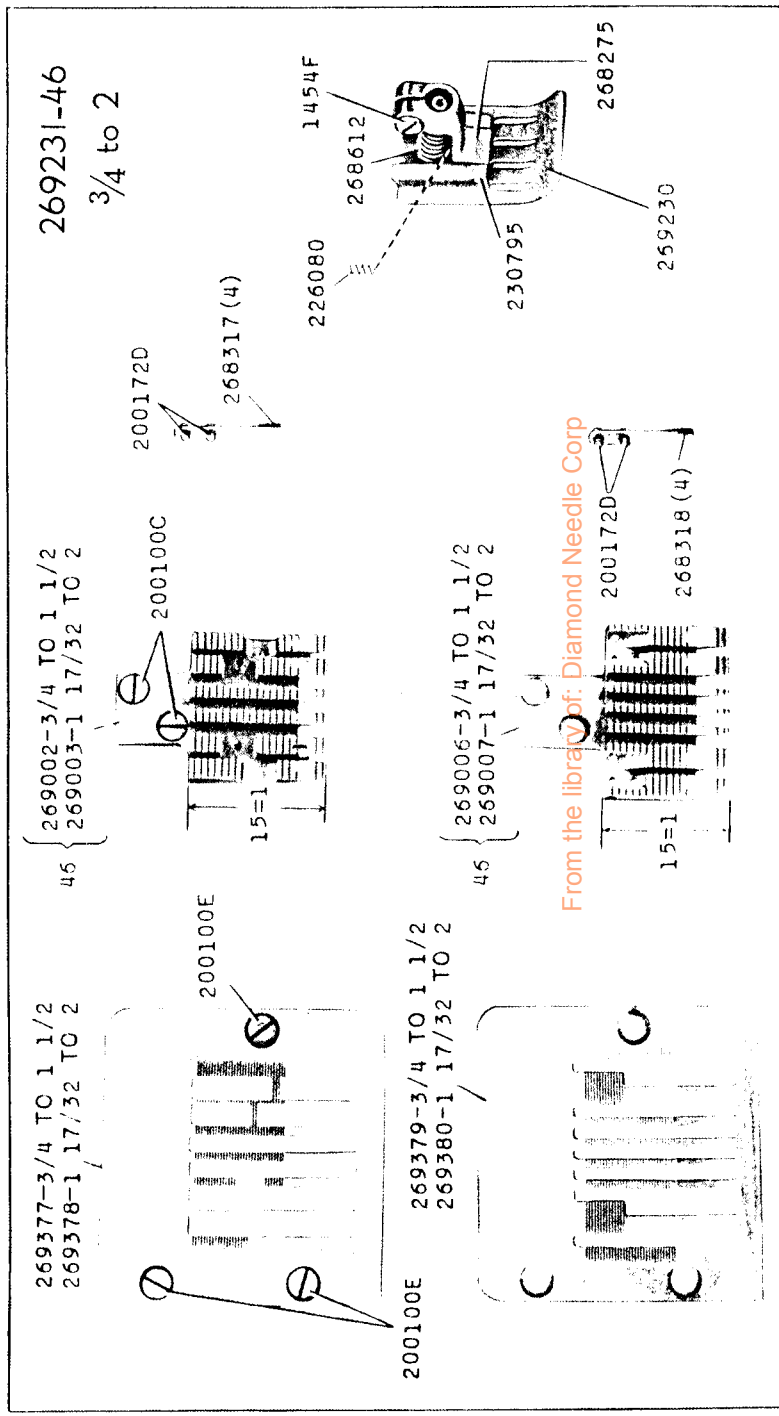 269231-46
3/4 to 2
269377-3/4 TO 1 1/2
269378-1 17/32 TO 2
200100E
200100E
46
269002-3/4 TO 1 1/2
269003-1 17/32 TO 2
200100C
15=1
200172D
268317(4)
226080
268612
1454F
230795
268275
259230
269379-3/4 TO 1 1/2
269380-1 17/32 TO 2
46
269006-3/4 TO 1 1/2
269007-1 17/32 TO 2
15=1
200172D
268318(4)
From the library of: Diamond Needle Corp